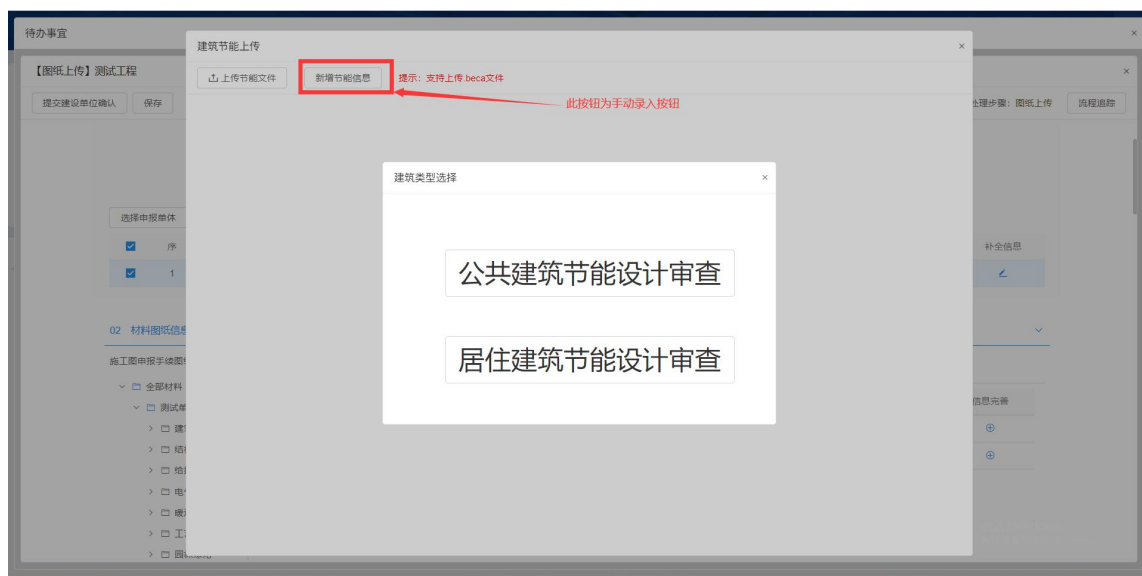 待办事宜
建筑节能上传
【图纸上传】测试工程
上传节能文件
新增节能信息
提示：支持上传.beca文件
提交建设单位确认
保存
此按钮为手动录入按钮
处理步骤：图纸上传
流程追踪
建筑类型选择
选择申报单体
序
补全信息
1
公共建筑节能设计审查
02 材料图纸信息
居住建筑节能设计审查
施工图申报手续图
全部材料
测试单
信息完善
建
结
给
电
暖
工